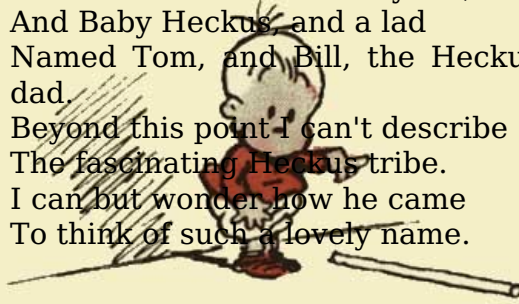 And Baby Heckus, and a lad
Named Tom, and Bill, the
dad.
Beyond this point I can't describe
The fascinating Heckus tribe.
I can but wonder how he came
To think of such a lovely name.